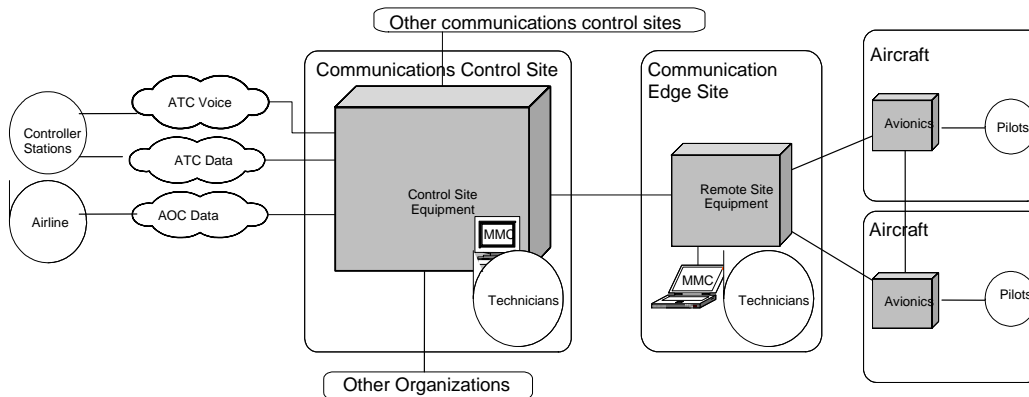 Other communications control sites
Communications Control Site
Communication
Edge Site
Aircraft
ATC Voice
Controller
Stations
ATC Data
Airline
AOC Data
Control Site
Equipment
MMC
Technicians
Remote Site
Equipment
MMC
Technicians
Avionics
Pilots
Aircraft
Avionics
Pilots
Other Organizations